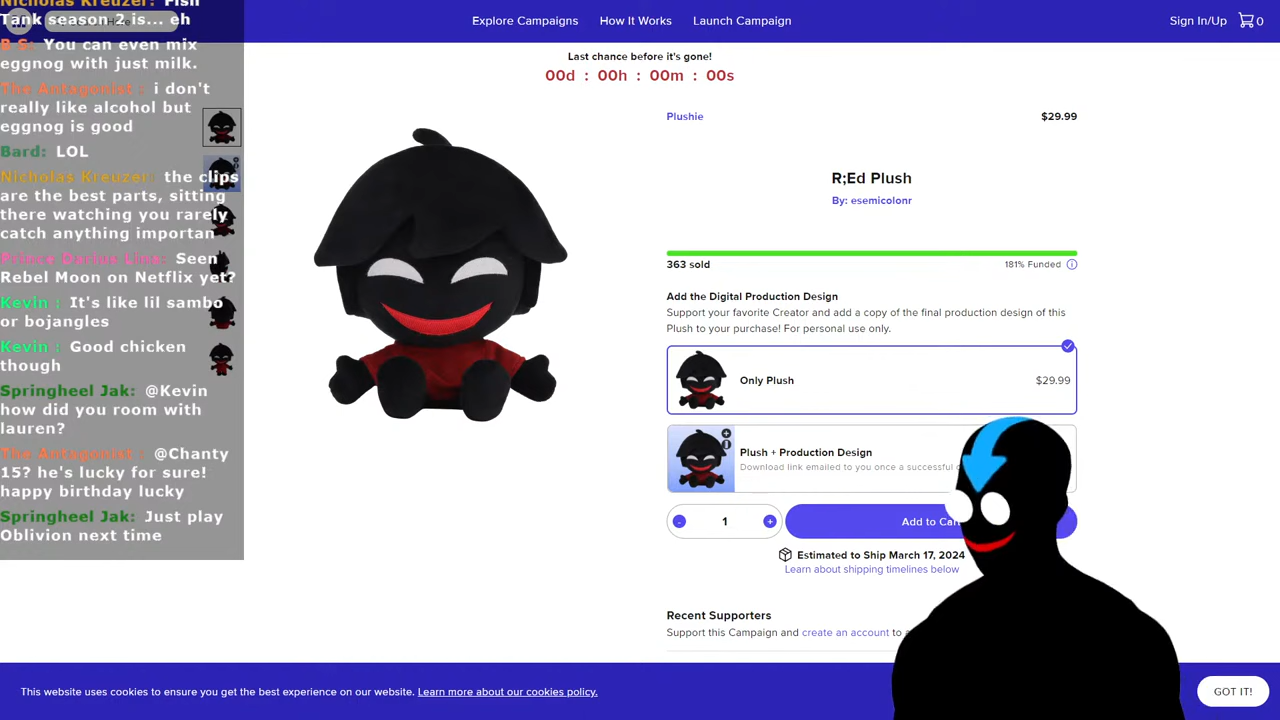 Explore Campaigns How It Works Launch Campaign Sign In/Up 0
Nicholas Kreuzer: Fish
Tank season 2 is... eh
B S: You can even mix
eggnog with just milk.
The Antagonist : i don't
really like alcohol but
eggnog is good
Bard: LOL
Nicholas Kreuzer: the clips
are the best parts, sitting
there watching you rarely
catch anything importan
Prince Darius Lins: Seen
Rebel Moon on Netflix yet?
Kevin : It's like lil sambo
or bojangles
Kevin : Good chicken
though
Springheel Jak: @Kevin
how did you room with
lauren?
The Antagonist : @Chanty
15? he's lucky for sure!
happy birthday lucky
Springheel Jak: Just play
Oblivion next time
Last chance before it's gone!
00d : 00h : 00m : 00s
Plushie $29.99
R;Ed Plush
By: esemicolonr
363 sold 181% Funded
Add the Digital Production Design
Support your favorite Creator and add a copy of the final production design of this
Plush to your purchase! For personal use only.
Only Plush $29.99
Plush + Production Design
Download link emailed to you once a successful
- 1 + Add to Car
Estimated to Ship March 17, 2024
Learn about shipping timelines below
Recent Supporters
Support this Campaign and create an account to
This website uses cookies to ensure you get the best experience on our website. Learn more about our cookies policy. GOT IT!